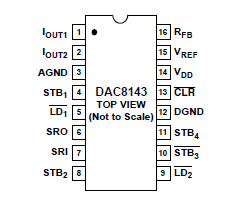 IOUT1 1 16 RFB
IOUT2 2 15 VREF
AGND 3 14 VDD
STB1 4 DAC8143 13 CLR
LD1 5 TOP VIEW 12 DGND
SRO 6 (Not to Scale) 11 STB4
SRI 7 10 STB3
STB2 8 9 LD2